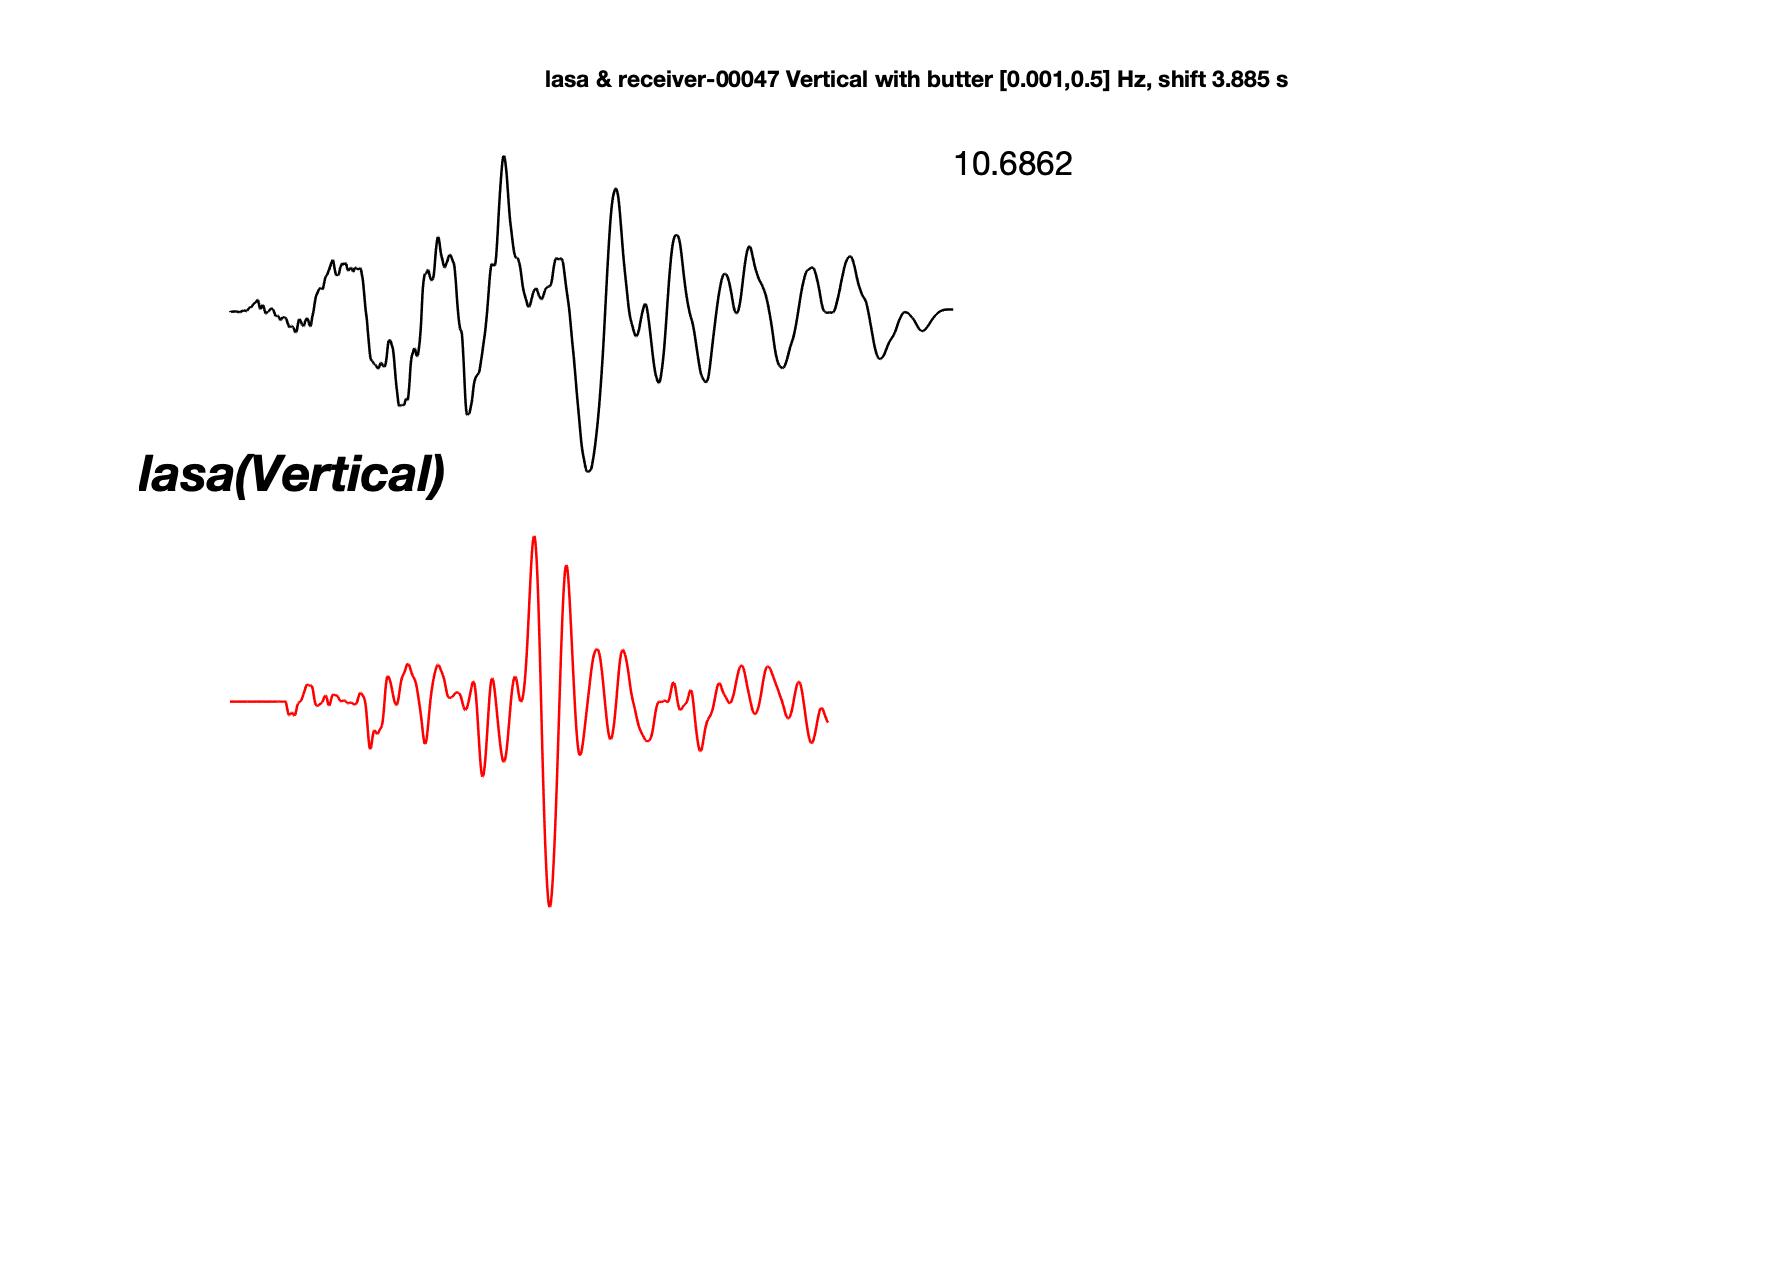 lasa & receiver-00047 Vertical with butter [0.001,0.5] Hz, shift 3.885 s
10.6862
lasa(Vertical)